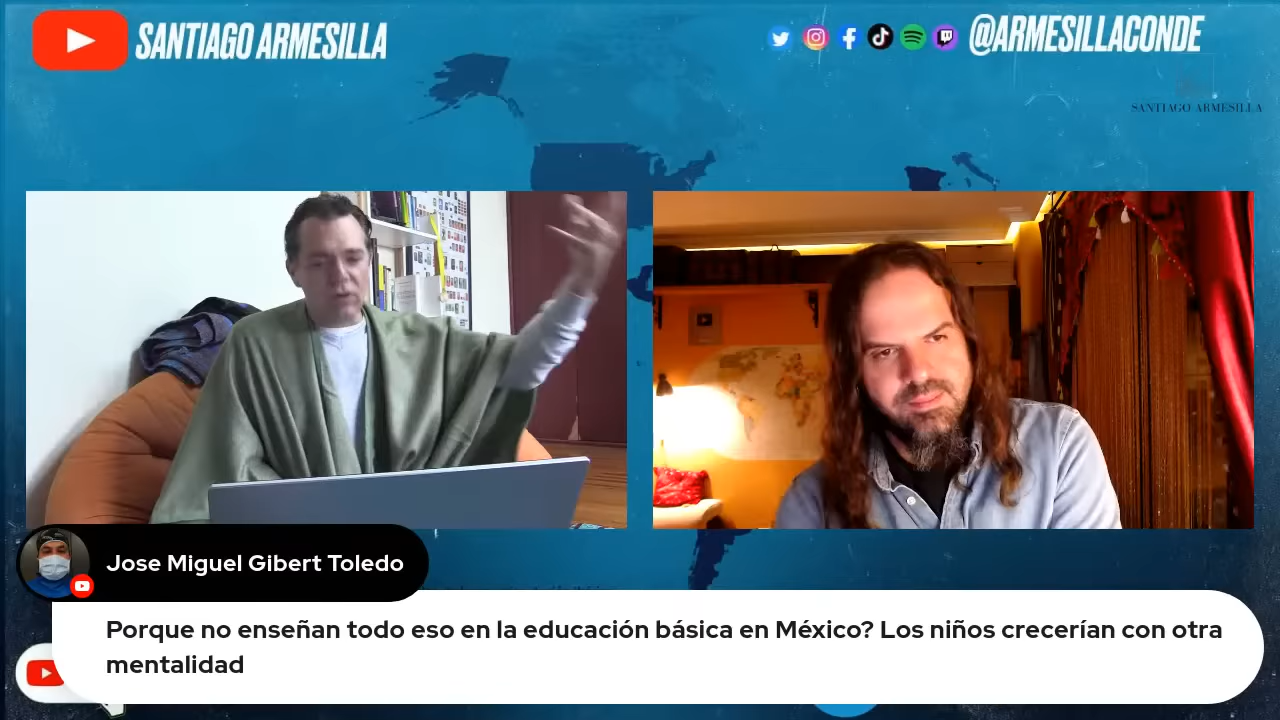 SANTIAGO ARMESILLA
@ARMESILLACONDE
SANTIAGO ARMESILLA
Jose Miguel Gibert Toledo
Porque no enseñan todo eso en la educación básica en México? Los niños crecerían con otra
mentalidad